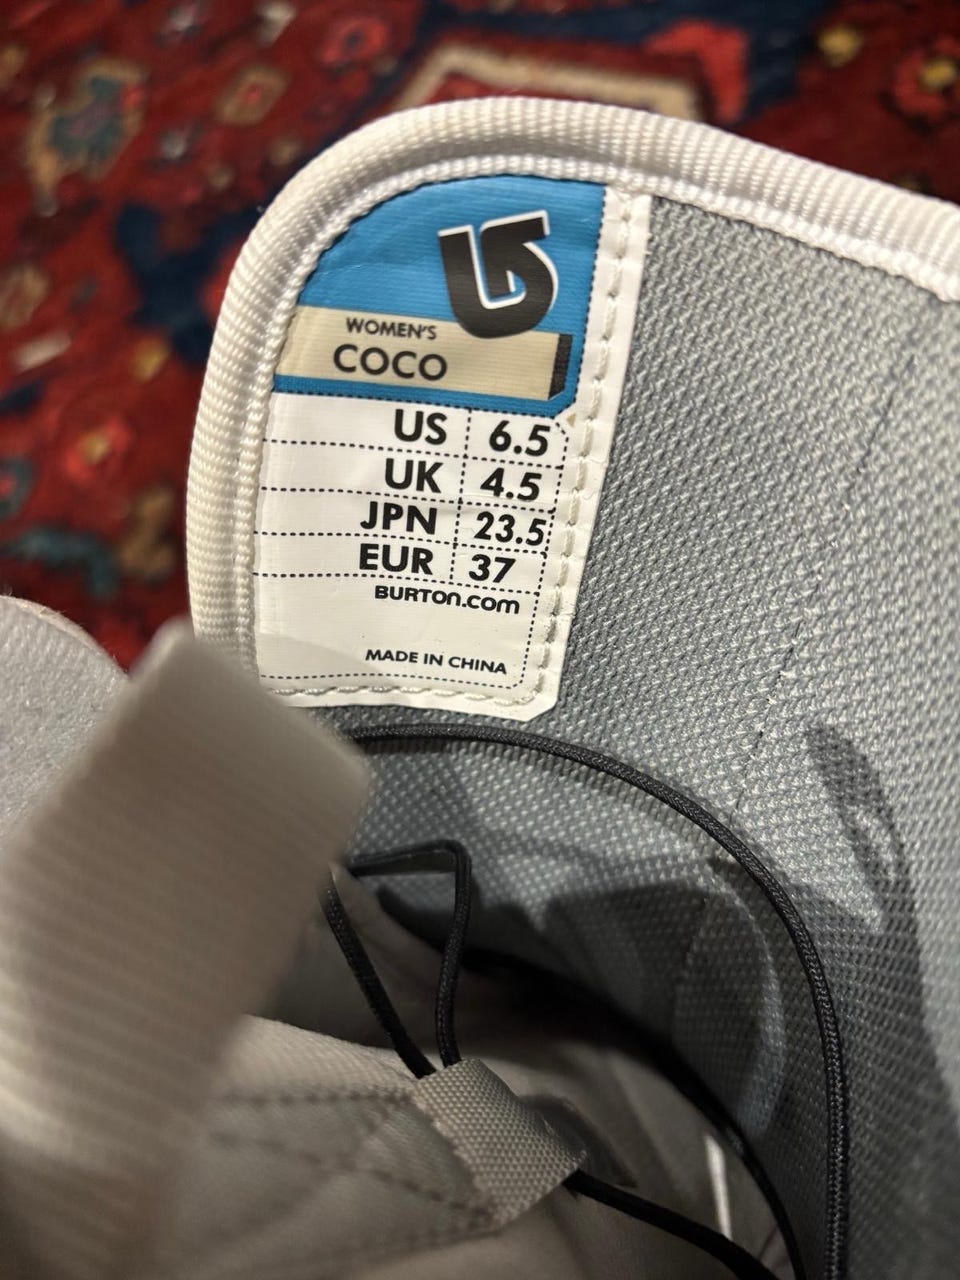 WOMEN'S
COCO
US 6.5
UK 4.5
JPN 23.5
EUR 37
BURTON.COM
MADE IN CHINA